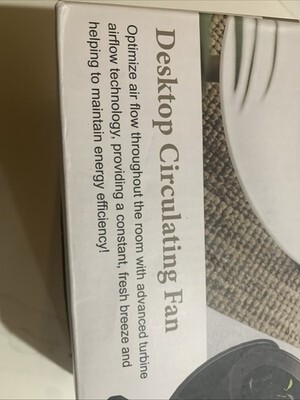 Desktop Circulating Fan
Optimize air flow throughout the room with advanced turbine
airflow technology, providing a constant, fresh breeze and
helping to maintain energy efficiency!